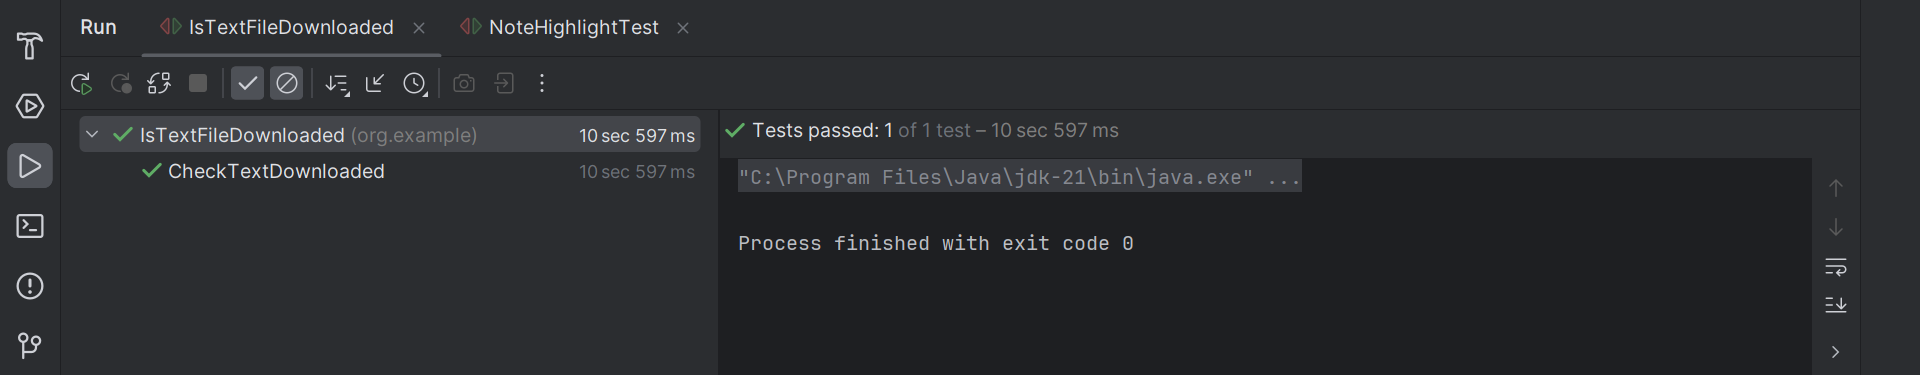 Run IsTextFileDownloaded NoteHighlightTest
IsTextFileDownloaded (org.example) 10 sec 597 ms
CheckTextDownloaded 10 sec 597 ms
Tests passed: 1 of 1 test – 10 sec 597 ms
"C:\Program Files\Java\jdk-21\bin\java.exe" ...
Process finished with exit code 0